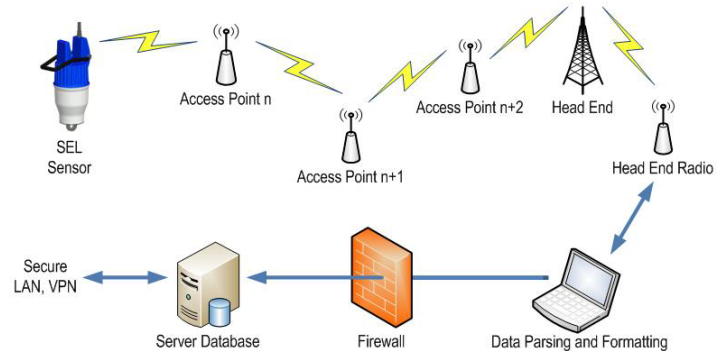 SEL
Sensor
Access Point n
Access Point n+1
Access Point n+2
Head End
Head End Radio
Secure
LAN, VPN
Server Database
Firewall
Data Parsing and Formatting